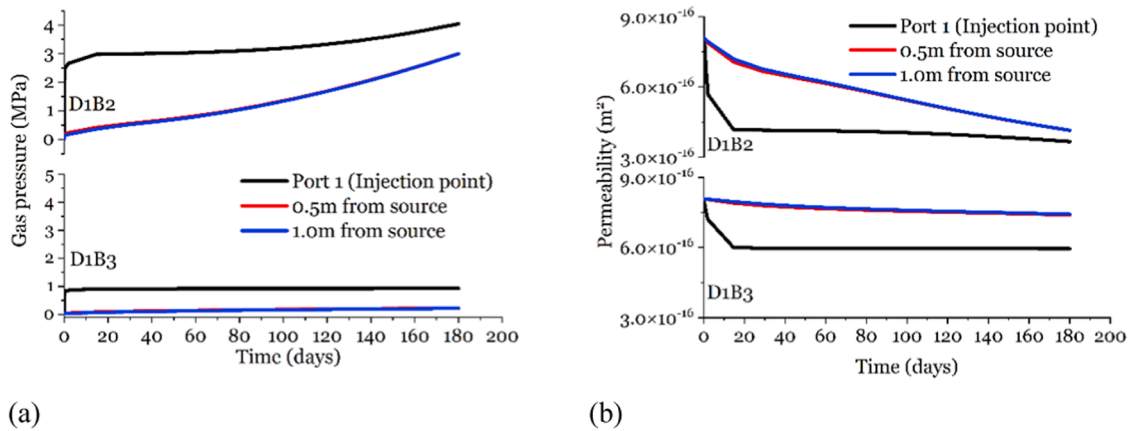 4
3
2
1
0
D1B2
Gas pressure (MPa)
5
4
3
2
1
0
Port 1 (Injection point)
0.5m from source
1.0m from source
D1B3
0 20 40 60 80 100 120 140 160 180 200
Timc (days)
(a)
9.0×10⁻¹⁶
6.0×10⁻¹⁶
3.0×10⁻¹⁶
Port 1 (Injection point)
0.5m from source
1.0m from source
D1B2
Permeability (m²)
9.0×10⁻¹⁶
6.0×10⁻¹⁶
3.0×10⁻¹⁶
D1B3
0 20 40 60 80 100 120 140 160 180 200
Time (days)
(b)